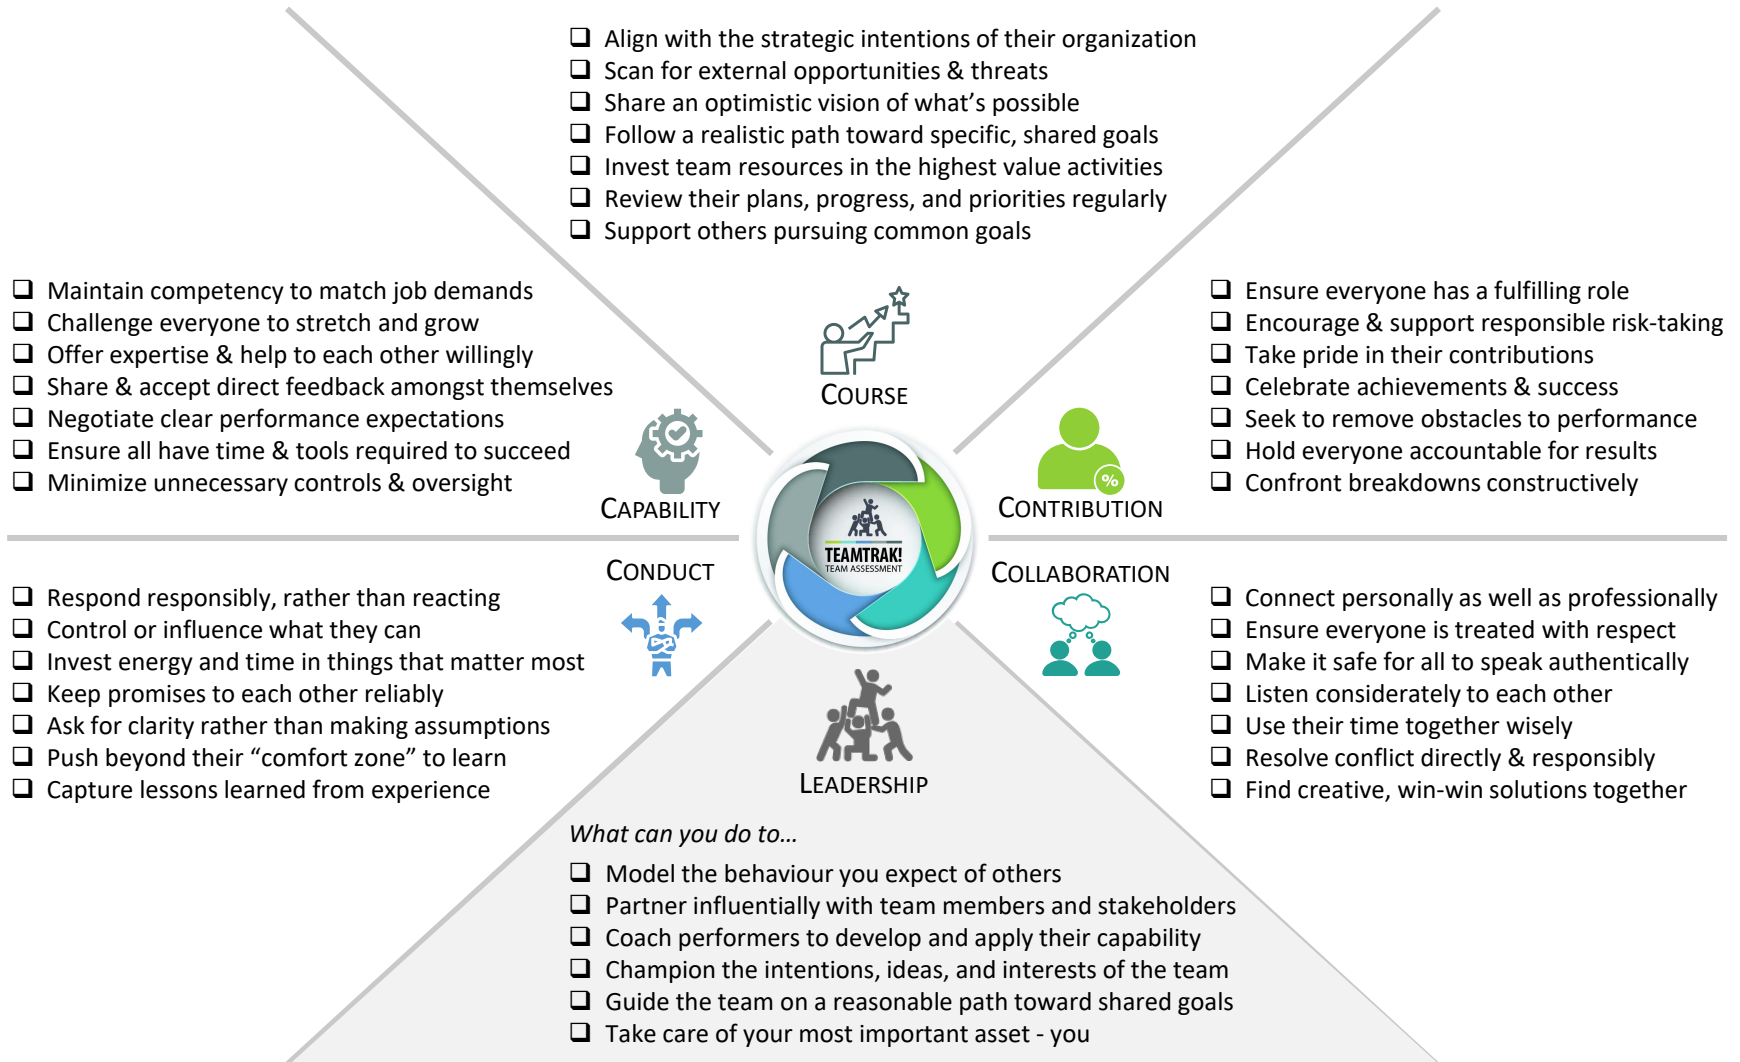 ❑ Align with the strategic intentions of their organization
❑ Scan for external opportunities & threats
❑ Share an optimistic vision of what’s possible
❑ Follow a realistic path toward specific, shared goals
❑ Invest team resources in the highest value activities
❑ Review their plans, progress, and priorities regularly
❑ Support others pursuing common goals
COURSE
❑ Maintain competency to match job demands
❑ Challenge everyone to stretch and grow
❑ Offer expertise & help to each other willingly
❑ Share & accept direct feedback amongst themselves
❑ Negotiate clear performance expectations
❑ Ensure all have time & tools required to succeed
❑ Minimize unnecessary controls & oversight
CAPABILITY
❑ Ensure everyone has a fulfilling role
❑ Encourage & support responsible risk-taking
❑ Take pride in their contributions
❑ Celebrate achievements & success
❑ Seek to remove obstacles to performance
❑ Hold everyone accountable for results
❑ Confront breakdowns constructively
%
CONTRIBUTION
TEAMTRAK!
TEAM ASSESSMENT
CONDUCT
❑ Respond responsibly, rather than reacting
❑ Control or influence what they can
❑ Invest energy and time in things that matter most
❑ Keep promises to each other reliably
❑ Ask for clarity rather than making assumptions
❑ Push beyond their “comfort zone” to learn
❑ Capture lessons learned from experience
COLLABORATION
❑ Connect personally as well as professionally
❑ Ensure everyone is treated with respect
❑ Make it safe for all to speak authentically
❑ Listen considerately to each other
❑ Use their time together wisely
❑ Resolve conflict directly & responsibly
❑ Find creative, win-win solutions together
LEADERSHIP
What can you do to…
❑ Model the behaviour you expect of others
❑ Partner influentially with team members and stakeholders
❑ Coach performers to develop and apply their capability
❑ Champion the intentions, ideas, and interests of the team
❑ Guide the team on a reasonable path toward shared goals
❑ Take care of your most important asset - you